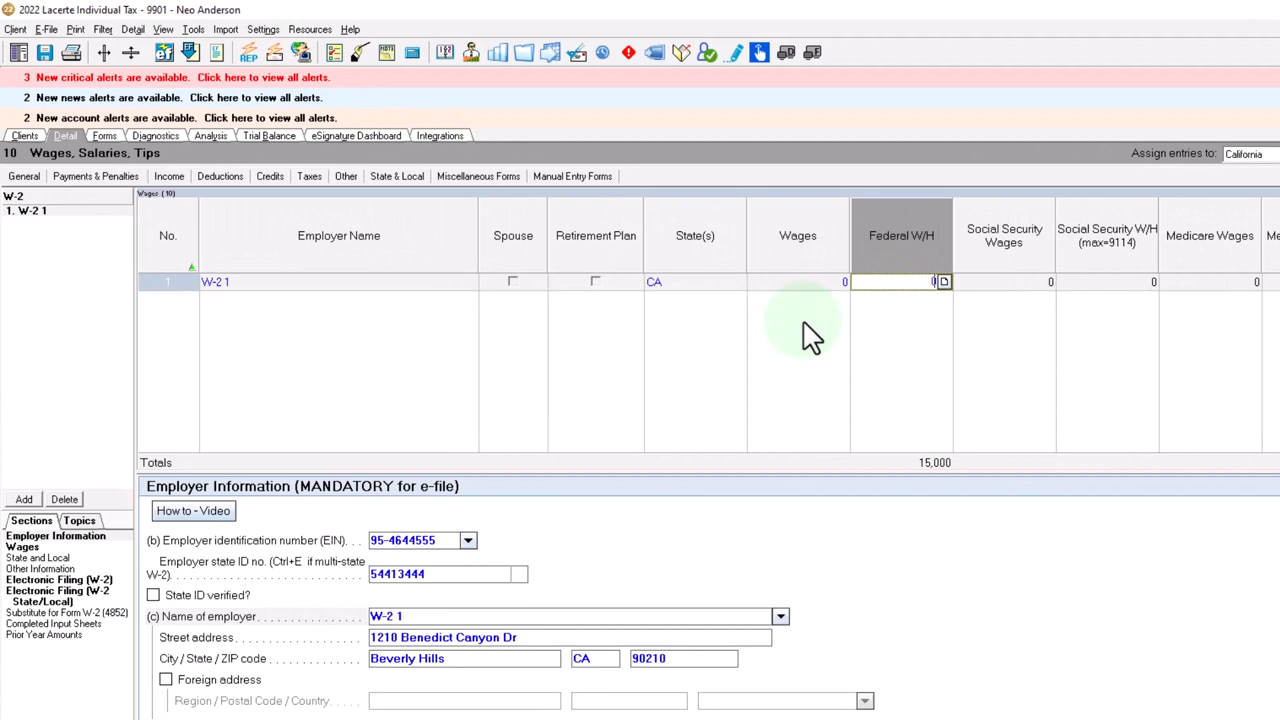 22 2022 Lacerte Individual Tax - 9901 - Neo Anderson
Client E-File Print Filter Detail View Tools Import Settings Resources Help
REP
3 New critical alerts are available. Click here to view all alerts.
2 New news alerts are available. Click here to view all alerts.
2 New account alerts are available. Click here to view all alerts.
Clients Detail Forms Diagnostics Analysis Trial Balance eSignature Dashboard Integrations
10 Wages, Salaries, Tips Assign entries to: California
General Payments & Penalties Income Deductions Credits Taxes Other State & Local Miscellaneous Forms Manual Entry Forms
W-2
1. W-2 1
Wages (10)
No. Employer Name Spouse Retirement Plan State(s) Wages Federal W/H Social Security Wages Social Security W/H (max=9114) Medicare Wages
1 W-2 1 CA 0 0 0 0 0
Totals 15,000
Add Delete
Sections Topics
Employer Information
Wages
State and Local
Other Information
Electronic Filing (W-2)
Electronic Filing (W-2
State/Local)
Substitute for Form W-2 (4852)
Completed Input Sheets
Prior Year Amounts
Employer Information (MANDATORY for e-file)
How to - Video
(b) Employer identification number (EIN). . . 95-4644555
Employer state ID no. (Ctrl+E if multi-state
W-2). . . . . . . . . . . . . . . . . . . . . . . . . . . . 54413444
State ID verified?
(c) Name of employer . . . . . . . . . . . . . . . W-2 1
Street address . . . . . . . . . . . . . . . . . . . 1210 Benedict Canyon Dr
City / State / ZIP code . . . . . . . . . . . . . Beverly Hills CA 90210
Foreign address
Region / Postal Code / Country. . . . . . .